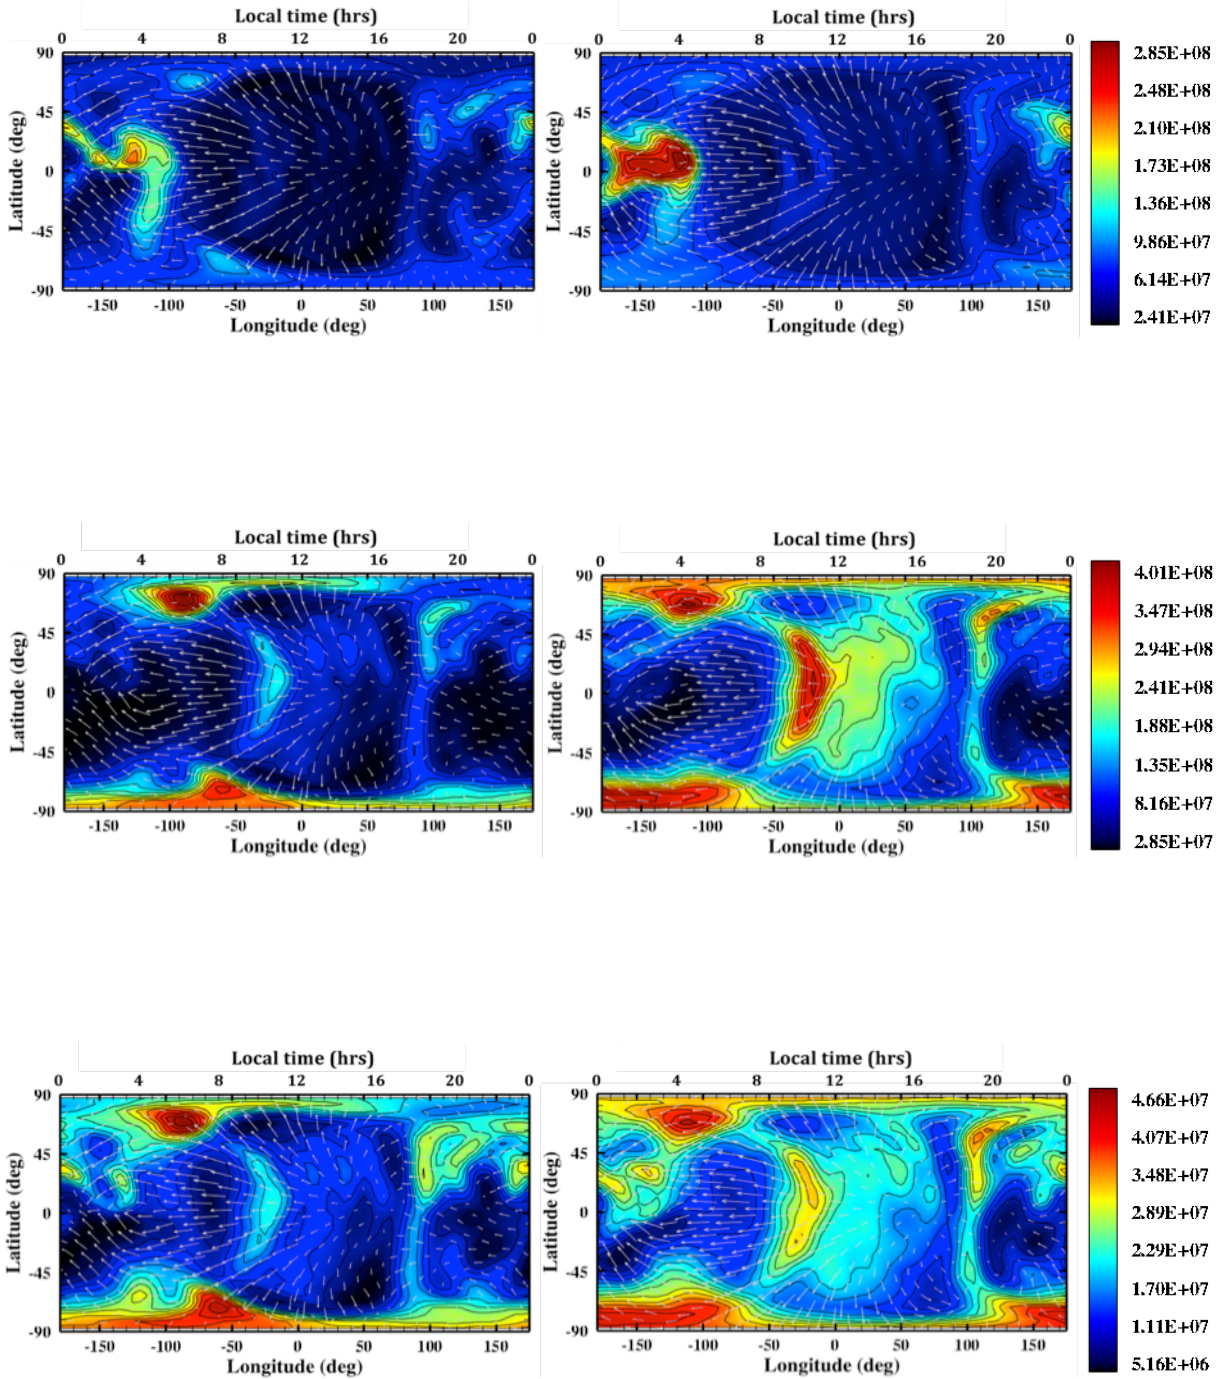 Local time (hrs) Local time (hrs)
0 4 8 12 16 20 0 0 4 8 12 16 20 0
90 45 0 -45 -90
Latitude (deg)
-150 -100 -50 0 50 100 150
Longitude (deg)
90 45 0 -45 -90
Latitude (deg)
-150 -100 -50 0 50 100 150
Longitude (deg)
2.85E+08
2.48E+08
2.10E+08
1.73E+08
1.36E+08
9.86E+07
6.14E+07
2.41E+07
Local time (hrs) Local time (hrs)
0 4 8 12 16 20 0 0 4 8 12 16 20 0
90 45 0 -45 -90
Latitude (deg)
-150 -100 -50 0 50 100 150
Longitude (deg)
90 45 0 -45 -90
Latitude (deg)
-150 -100 -50 0 50 100 150
Longitude (deg)
4.01E+08
3.47E+08
2.94E+08
2.41E+08
1.88E+08
1.35E+08
8.16E+07
2.85E+07
Local time (hrs) Local time (hrs)
0 4 8 12 16 20 0 0 4 8 12 16 20 0
90 45 0 -45 -90
Latitude (deg)
-150 -100 -50 0 50 100 150
Longitude (deg)
90 45 0 -45 -90
Latitude (deg)
-150 -100 -50 0 50 100 150
Longitude (deg)
4.66E+07
4.07E+07
3.48E+07
2.89E+07
2.29E+07
1.70E+07
1.11E+07
5.16E+06